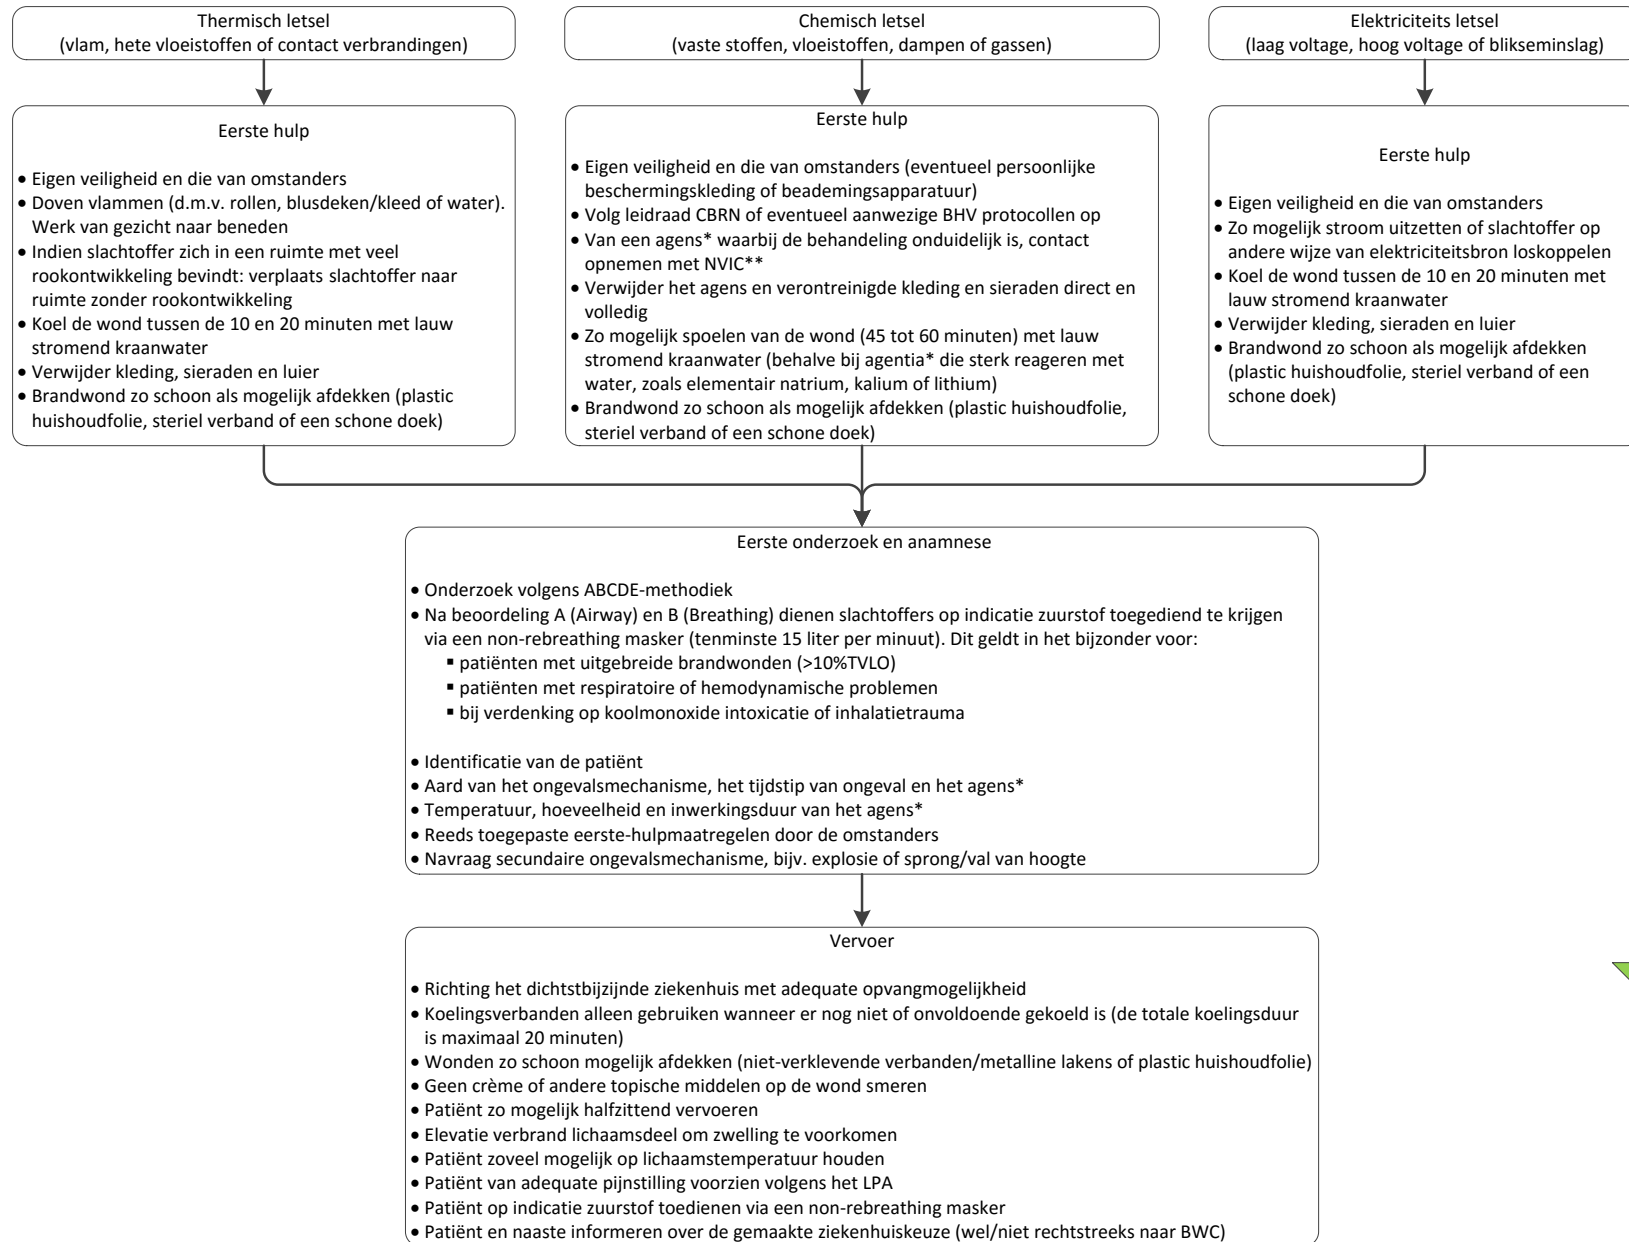 Thermisch letsel
(vlam, hete vloeistoffen of contact verbrandingen)
Chemisch letsel
(vaste stoffen, vloeistoffen, dampen of gassen)
Elektriciteits letsel
(laag voltage, hoog voltage of blikseminslag)
Eerste hulp
• Eigen veiligheid en die van omstanders
• Doven vlammen (d.m.v. rollen, blusdeken/kleed of water).
Werk van gezicht naar beneden
• Indien slachtoffer zich in een ruimte met veel
rookontwikkeling bevindt: verplaats slachtoffer naar
ruimte zonder rookontwikkeling
• Koel de wond tussen de 10 en 20 minuten met lauw
stromend kraanwater
• Verwijder kleding, sieraden en luier
• Brandwond zo schoon als mogelijk afdekken (plastic
huishoudfolie, steriel verband of een schone doek)
Eerste hulp
• Eigen veiligheid en die van omstanders (eventueel persoonlijke
beschermingskleding of beademingsapparatuur)
• Volg leidraad CBRN of eventueel aanwezige BHV protocollen op
• Van een agens* waarbij de behandeling onduidelijk is, contact
opnemen met NVIC**
• Verwijder het agens en verontreinigde kleding en sieraden direct en
volledig
• Zo mogelijk spoelen van de wond (45 tot 60 minuten) met lauw
stromend kraanwater (behalve bij agentia* die sterk reageren met
water, zoals elementair natrium, kalium of lithium)
• Brandwond zo schoon als mogelijk afdekken (plastic huishoudfolie,
steriel verband of een schone doek)
Eerste hulp
• Eigen veiligheid en die van omstanders
• Zo mogelijk stroom uitzetten of slachtoffer op
andere wijze van elektriciteitsbron loskoppelen
• Koel de wond tussen de 10 en 20 minuten met
lauw stromend kraanwater
• Verwijder kleding, sieraden en luier
• Brandwond zo schoon als mogelijk afdekken
(plastic huishoudfolie, steriel verband of een
schone doek)
Eerste onderzoek en anamnese
• Onderzoek volgens ABCDE-methodiek
• Na beoordeling A (Airway) en B (Breathing) dienen slachtoffers op indicatie zuurstof toegediend te krijgen
via een non-rebreathing masker (tenminste 15 liter per minuut). Dit geldt in het bijzonder voor:
▪ patiënten met uitgebreide brandwonden (>10%TVLO)
▪ patiënten met respiratoire of hemodynamische problemen
▪ bij verdenking op koolmonoxide intoxicatie of inhalatietrauma
• Identificatie van de patiënt
• Aard van het ongevalsmechanisme, het tijdstip van ongeval en het agens*
• Temperatuur, hoeveelheid en inwerkingsduur van het agens*
• Reeds toegepaste eerste-hulpmaatregelen door de omstanders
• Navraag secundaire ongevalsmechanisme, bijv. explosie of sprong/val van hoogte
Vervoer
• Richting het dichtstbijzijnde ziekenhuis met adequate opvangmogelijkheid
• Koelingsverbanden alleen gebruiken wanneer er nog niet of onvoldoende gekoeld is (de totale koelingsduur
is maximaal 20 minuten)
• Wonden zo schoon mogelijk afdekken (niet-verklevende verbanden/metalline lakens of plastic huishoudfolie)
• Geen crème of andere topische middelen op de wond smeren
• Patiënt zo mogelijk halfzittend vervoeren
• Elevatie verbrand lichaamsdeel om zwelling te voorkomen
• Patiënt zoveel mogelijk op lichaamstemperatuur houden
• Patiënt van adequate pijnstilling voorzien volgens het LPA
• Patiënt op indicatie zuurstof toedienen via een non-rebreathing masker
• Patiënt en naaste informeren over de gemaakte ziekenhuiskeuze (wel/niet rechtstreeks naar BWC)